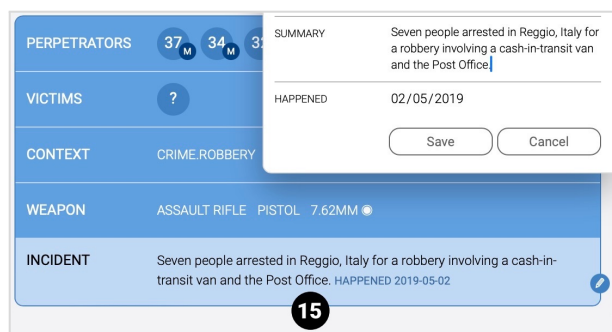 PERPETRATORS 37 M 34 M
VICTIMS ?
CONTEXT CRIME.ROBBERY
WEAPON ASSAULT RIFLE PISTOL 7.62MM
INCIDENT Seven people arrested in Reggio, Italy for a robbery involving a cash-in-
transit van and the Post Office. HAPPENED 2019-05-02
SUMMARY Seven people arrested in Reggio, Italy for
a robbery involving a cash-in-transit van
and the Post Office.
HAPPENED 02/05/2019
Save Cancel
15